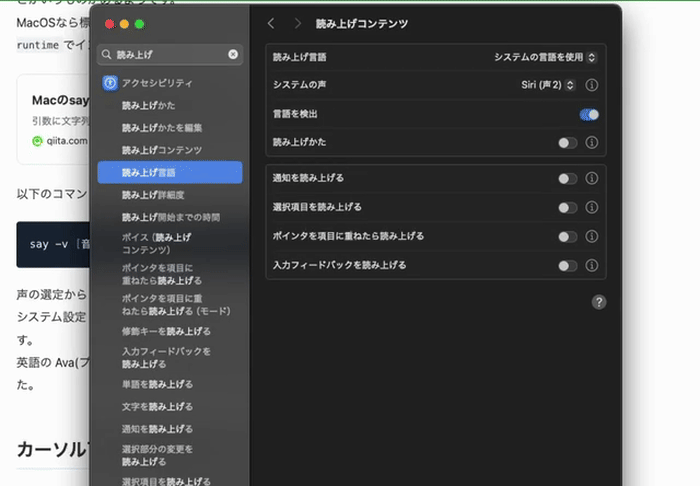 MacOSなら標
runtime でイ
Macのsay
引数に文字列
qiita.com
以下のコマン
say -v [音
声の選定から
システム設定
す。
英語の Ava(プ
た。
カーソル
読み上げ
アクセシビリティ
読み上げかた
読み上げかたを編集
読み上げコンテンツ
読み上げ言語
読み上げ詳細度
読み上げ開始までの時間
ボイス (読み上げ
コンテンツ)
ポインタを項目に
重ねたら読み上げる
ポインタを項目に重
ねたら読み上げる (モード)
修飾キーを読み上げる
入力フィードバックを
読み上げる
単語を読み上げる
文字を読み上げる
通知を読み上げる
選択部分の変更を
読み上げる
選択項目を読み上げる
読み上げコンテンツ
読み上げ言語 システムの言語を使用
システムの声 Siri (声 2)
言語を検出
読み上げかた
通知を読み上げる
選択項目を読み上げる
ポインタを項目に重ねたら読み上げる
入力フィードバックを読み上げる
?